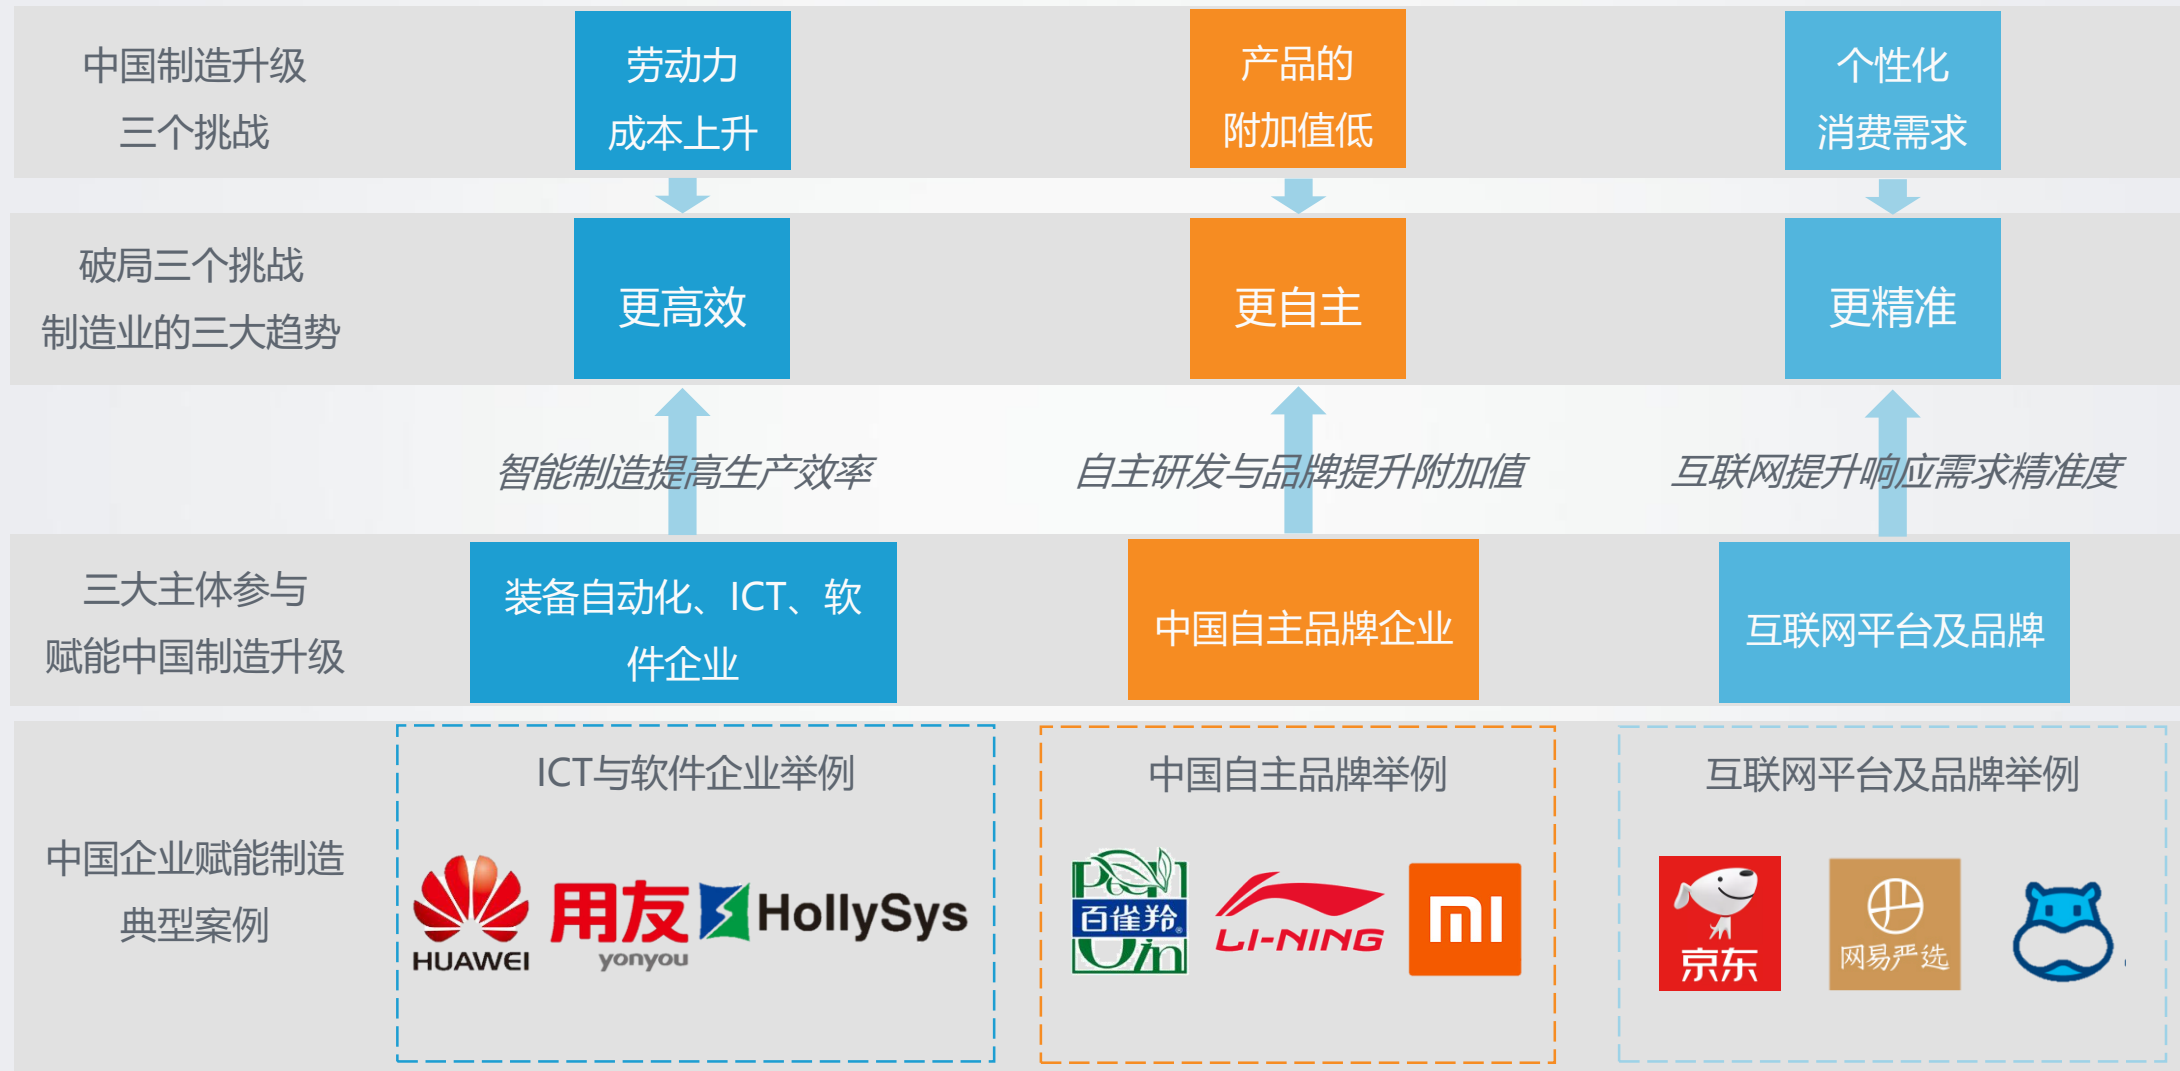 中国制造升级
三个挑战
劳动力
成本上升
产品的
附加值低
个性化
消费需求
破局三个挑战
制造业的三大趋势
更高效
更自主
更精准
智能制造提高生产效率
自主研发与品牌提升附加值
互联网提升响应需求精准度
三大主体参与
赋能中国制造升级
装备自动化、ICT、软
件企业
中国自主品牌企业
互联网平台及品牌
中国企业赋能制造
典型案例
ICT与软件企业举例
HUAWEI
用友
yonyou
HollySys
中国自主品牌举例
百雀羚®
LI-NING
mi
互联网平台及品牌举例
京东
网易严选